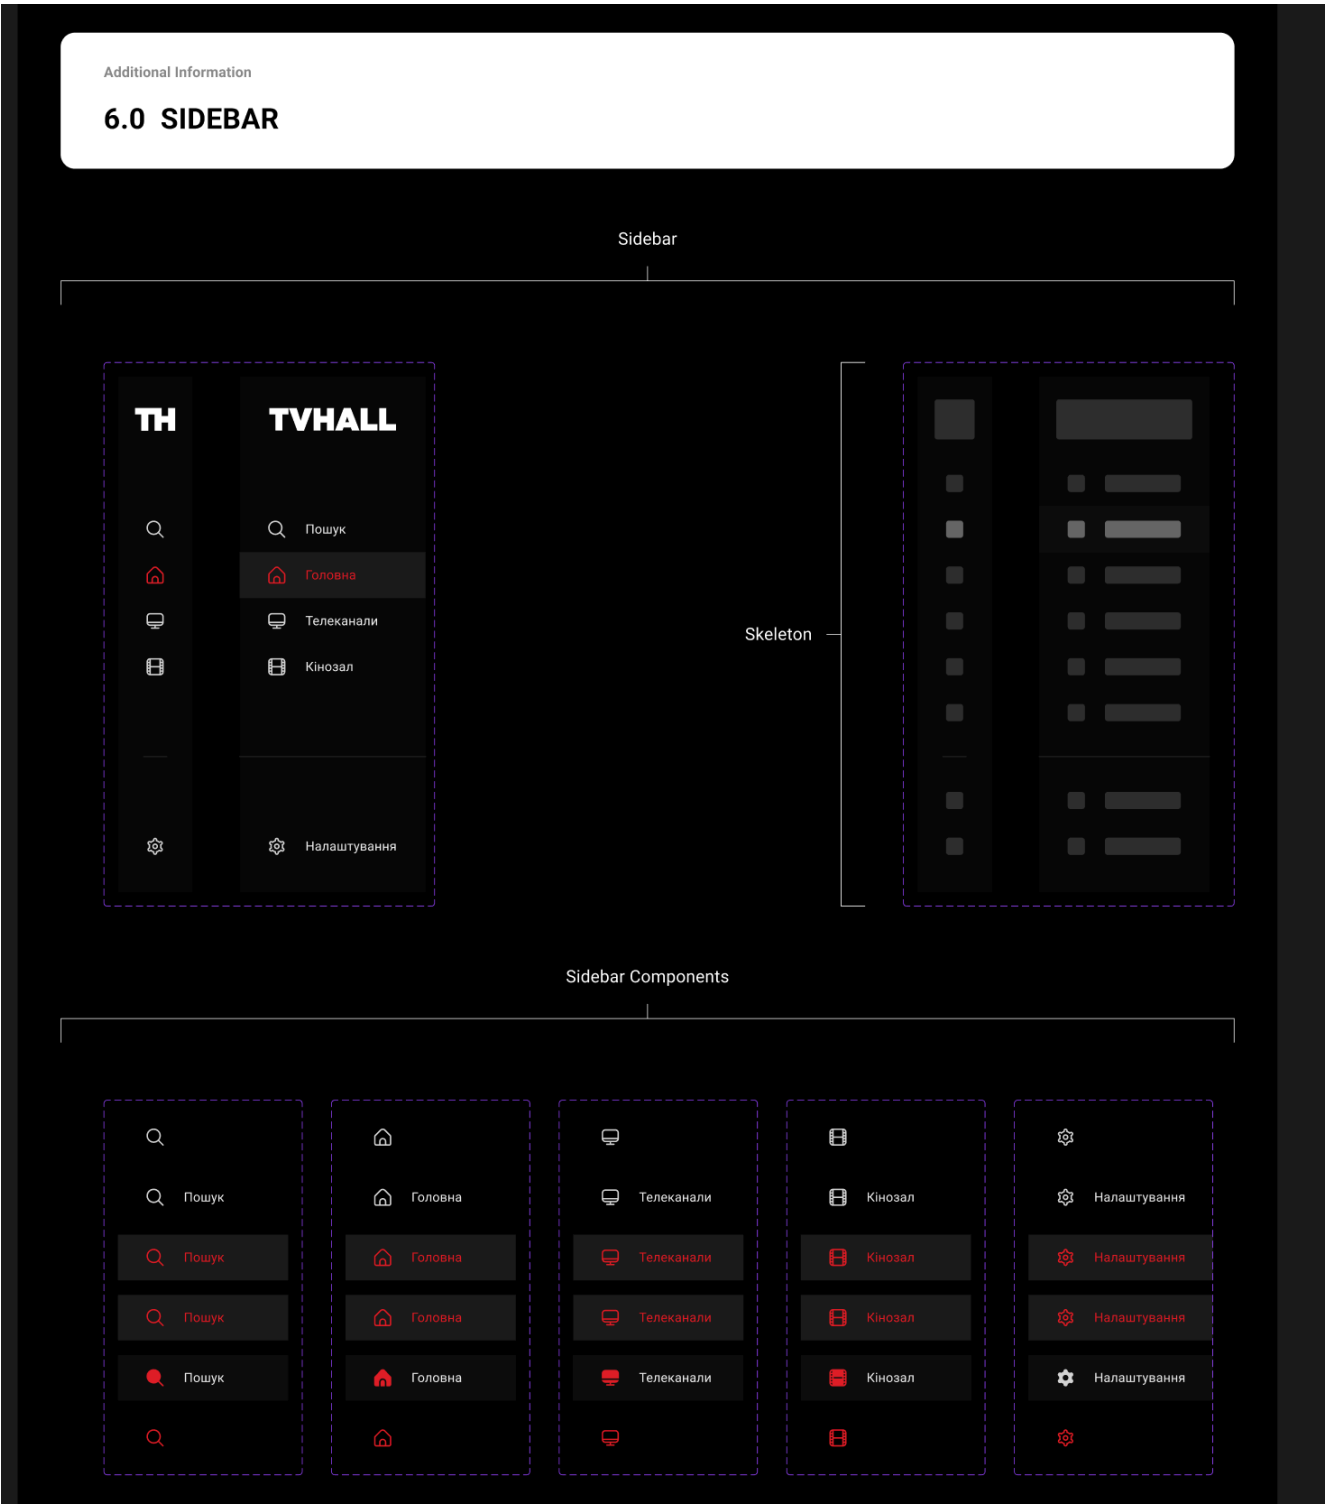 Additional Information
6.0 SIDEBAR
Sidebar
TH
TVHALL
Пошук
Головна
Телеканали
Кінозал
Налаштування
Skeleton
Sidebar Components
Пошук
Головна
Телеканали
Кінозал
Налаштування
Пошук
Головна
Телеканали
Кінозал
Налаштування
Пошук
Головна
Телеканали
Кінозал
Налаштування
Пошук
Головна
Телеканали
Кінозал
Налаштування